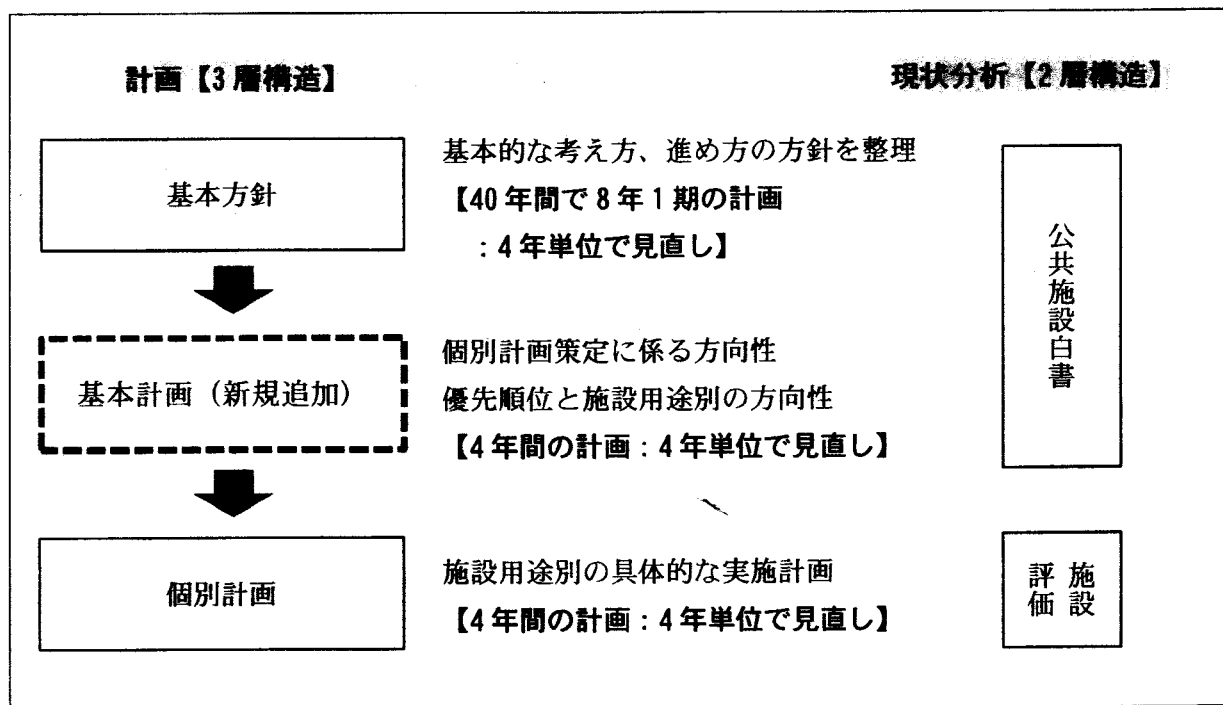 計画【3層構造】
現状分析【2層構造】
基本方針
基本的な考え方、進め方の方針を整理
【40年間で8年1期の計画
：4年単位で見直し】
基本計画（新規追加）
個別計画策定に係る方向性
優先順位と施設用途別の方向性
【4年間の計画：4年単位で見直し】
個別計画
施設用途別の具体的な実施計画
【4年間の計画：4年単位で見直し】
公共施設白書
施設
評価